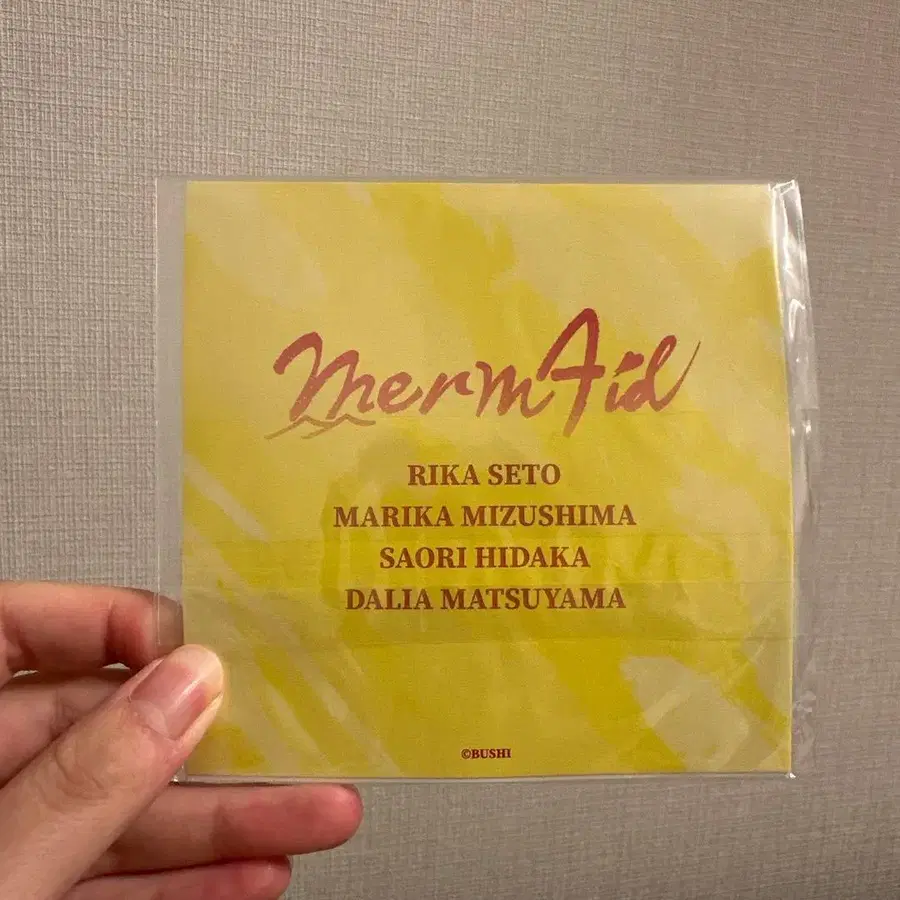 mermAid
RIKA SETO
MARIKA MIZUSHIMA
SAORI HIDAKA
DALIA MATSUYAMA
©BUSHI